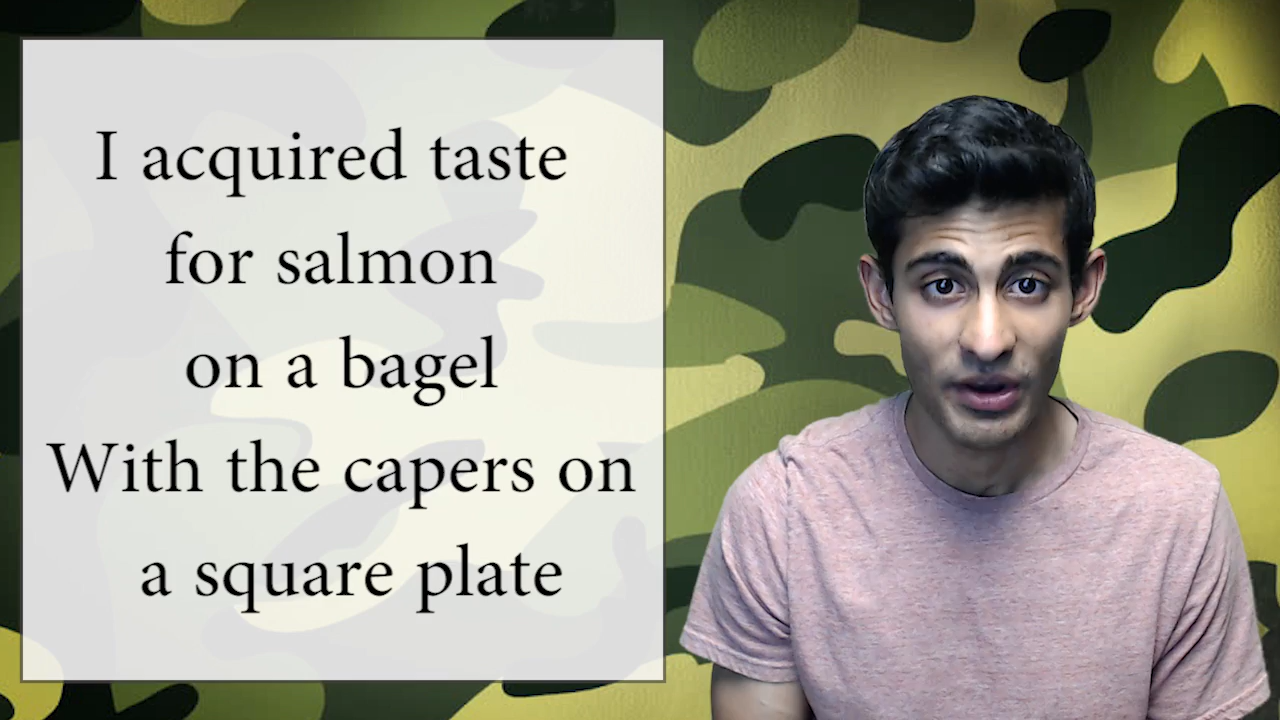 I acquired taste
for salmon
on a bagel
With the capers on
a square plate